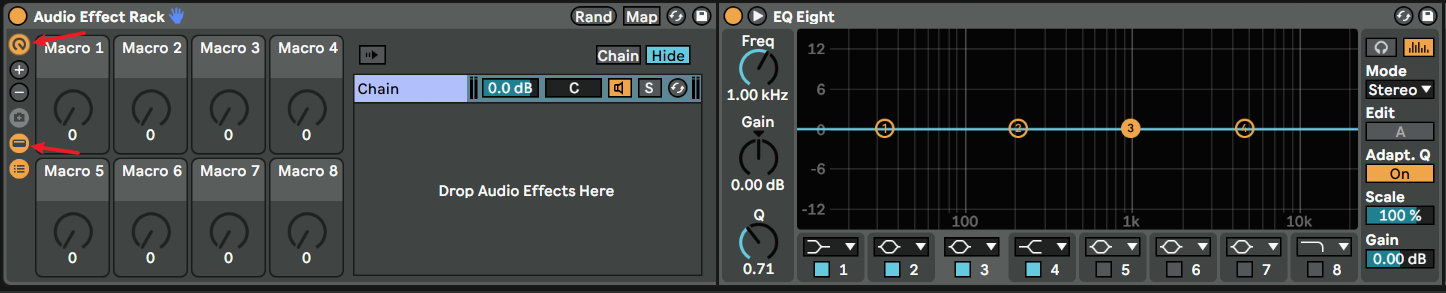 Audio Effect Rack Rand Map
Macro 1 Macro 2 Macro 3 Macro 4
0 0 0 0
Macro 5 Macro 6 Macro 7 Macro 8
0 0 0 0
Chain Hide
Chain 0.0 dB C S
Drop Audio Effects Here
EQ Eight
Freq
1.00 kHz
Gain
0.00 dB
Q
0.71
12
6
0
-6
-12
1 2 3 4
100 1k 10k
1 2 3 4 5 6 7 8
Mode
Stereo
Edit
A
Adapt. Q
On
Scale
100 %
Gain
0.00 dB